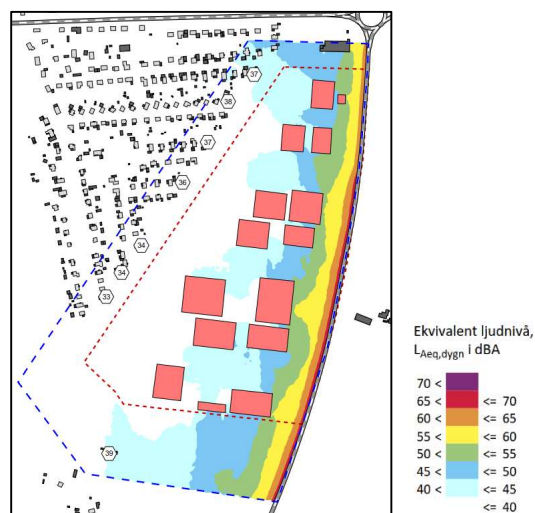 37
38
37
36
34
34
33
39
Ekvivalent ljudnivå,
LAeq,dygn i dBA
70 <
65 < <= 70
60 < <= 65
55 < <= 60
50 < <= 55
45 < <= 50
40 < <= 45
<= 40